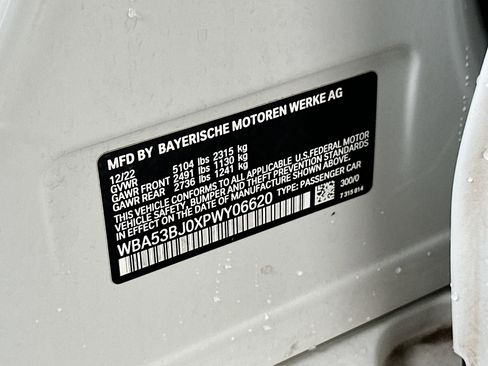 MFD BY BAYERISCHE MOTOREN WERKE AG
12/22
GVWR 5104 lbs 2315 kg
GAWR FRONT 2491 lbs 1130 kg
GAWR REAR 2736 lbs 1241 kg
THIS VEHICLE CONFORMS TO ALL APPLICABLE U.S.FEDERAL MOTOR
VEHICLE SAFETY, BUMPER AND THEFT PREVENTION STANDARDS
IN EFFECT ON THE DATE OF MANUFACTURE SHOWN ABOVE.
WBA53BJ0XPWY06620 TYPE: PASSENGER CAR
300/0
7 315 814